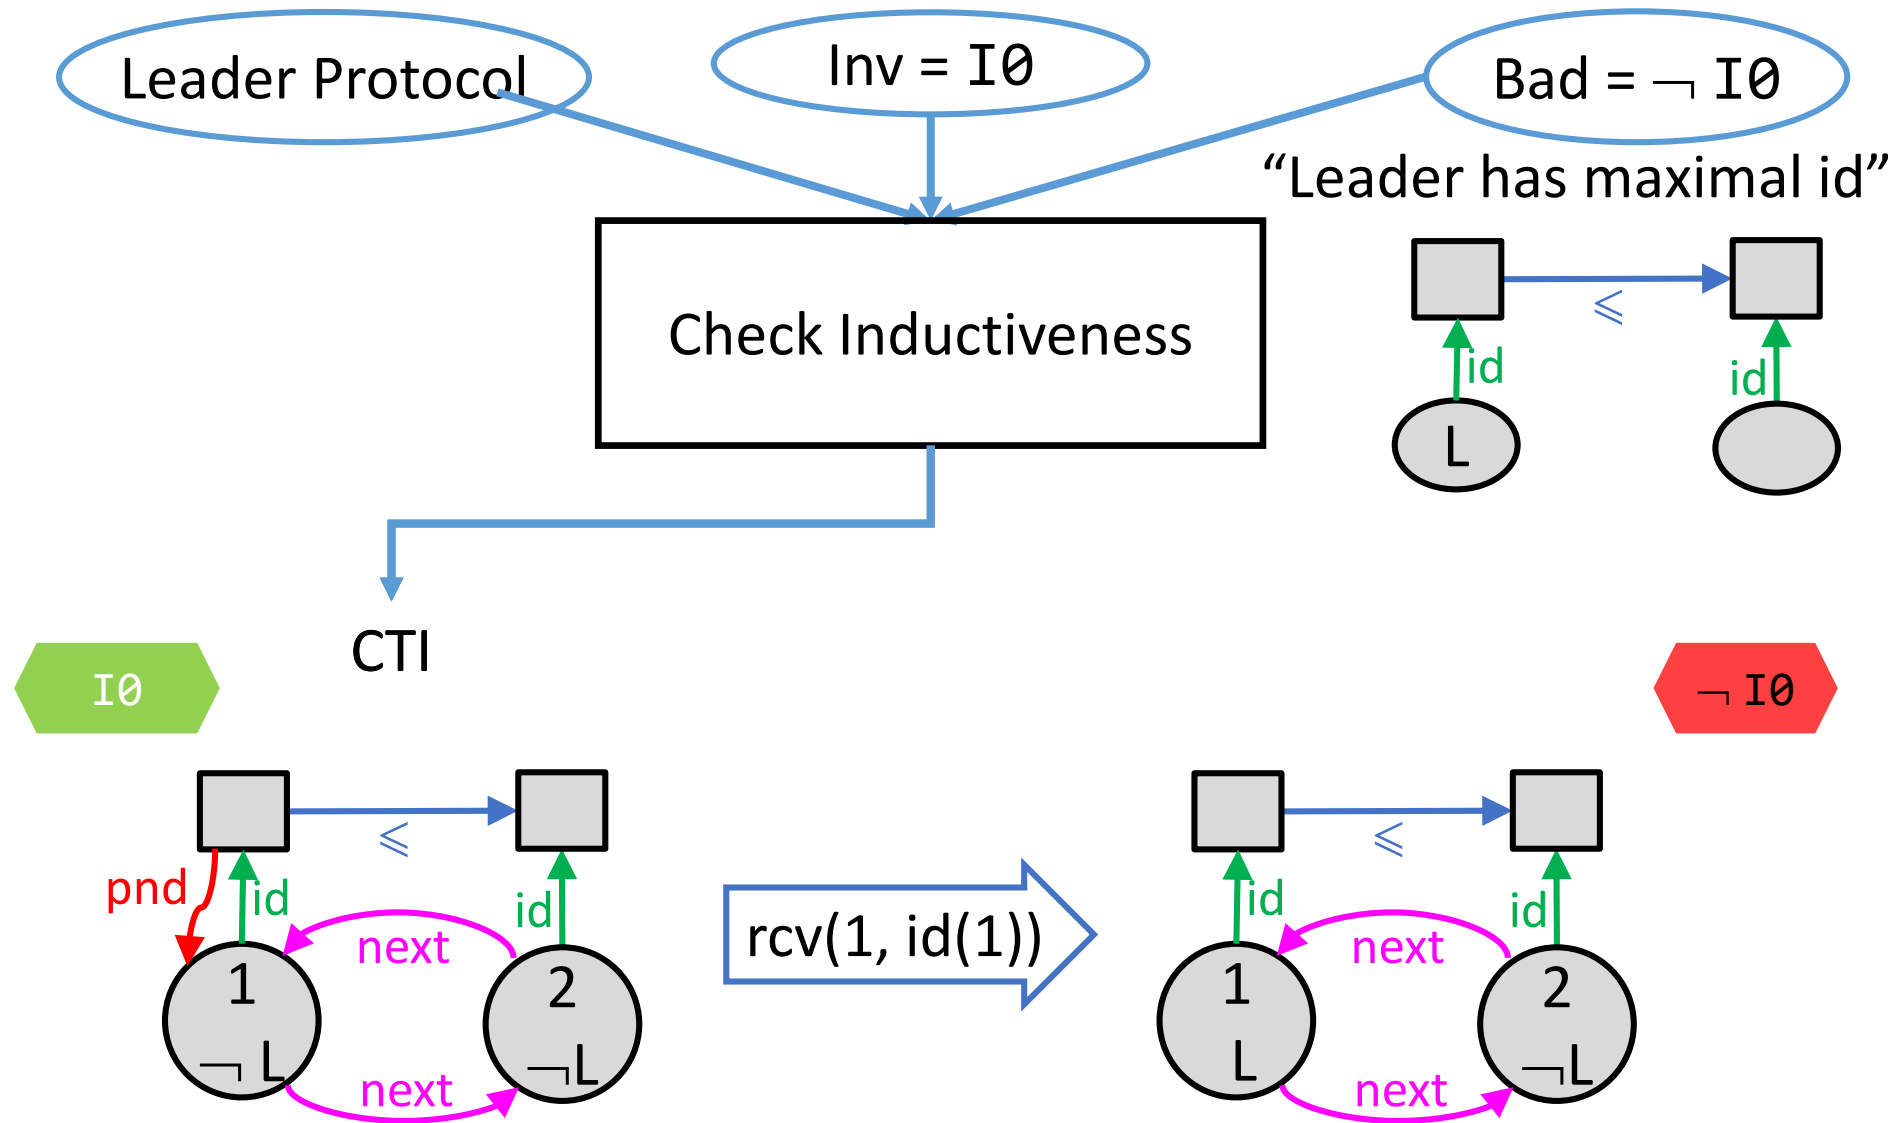 Leader Protocol
Inv = I0
Bad = ¬ I0
“Leader has maximal id”
Check Inductiveness
⩽
id
id
L
CTI
I0
¬ I0
⩽
pnd
id
id
next
1
¬ L
2
¬L
next
rcv(1, id(1))
⩽
id
id
next
1
L
2
¬L
next